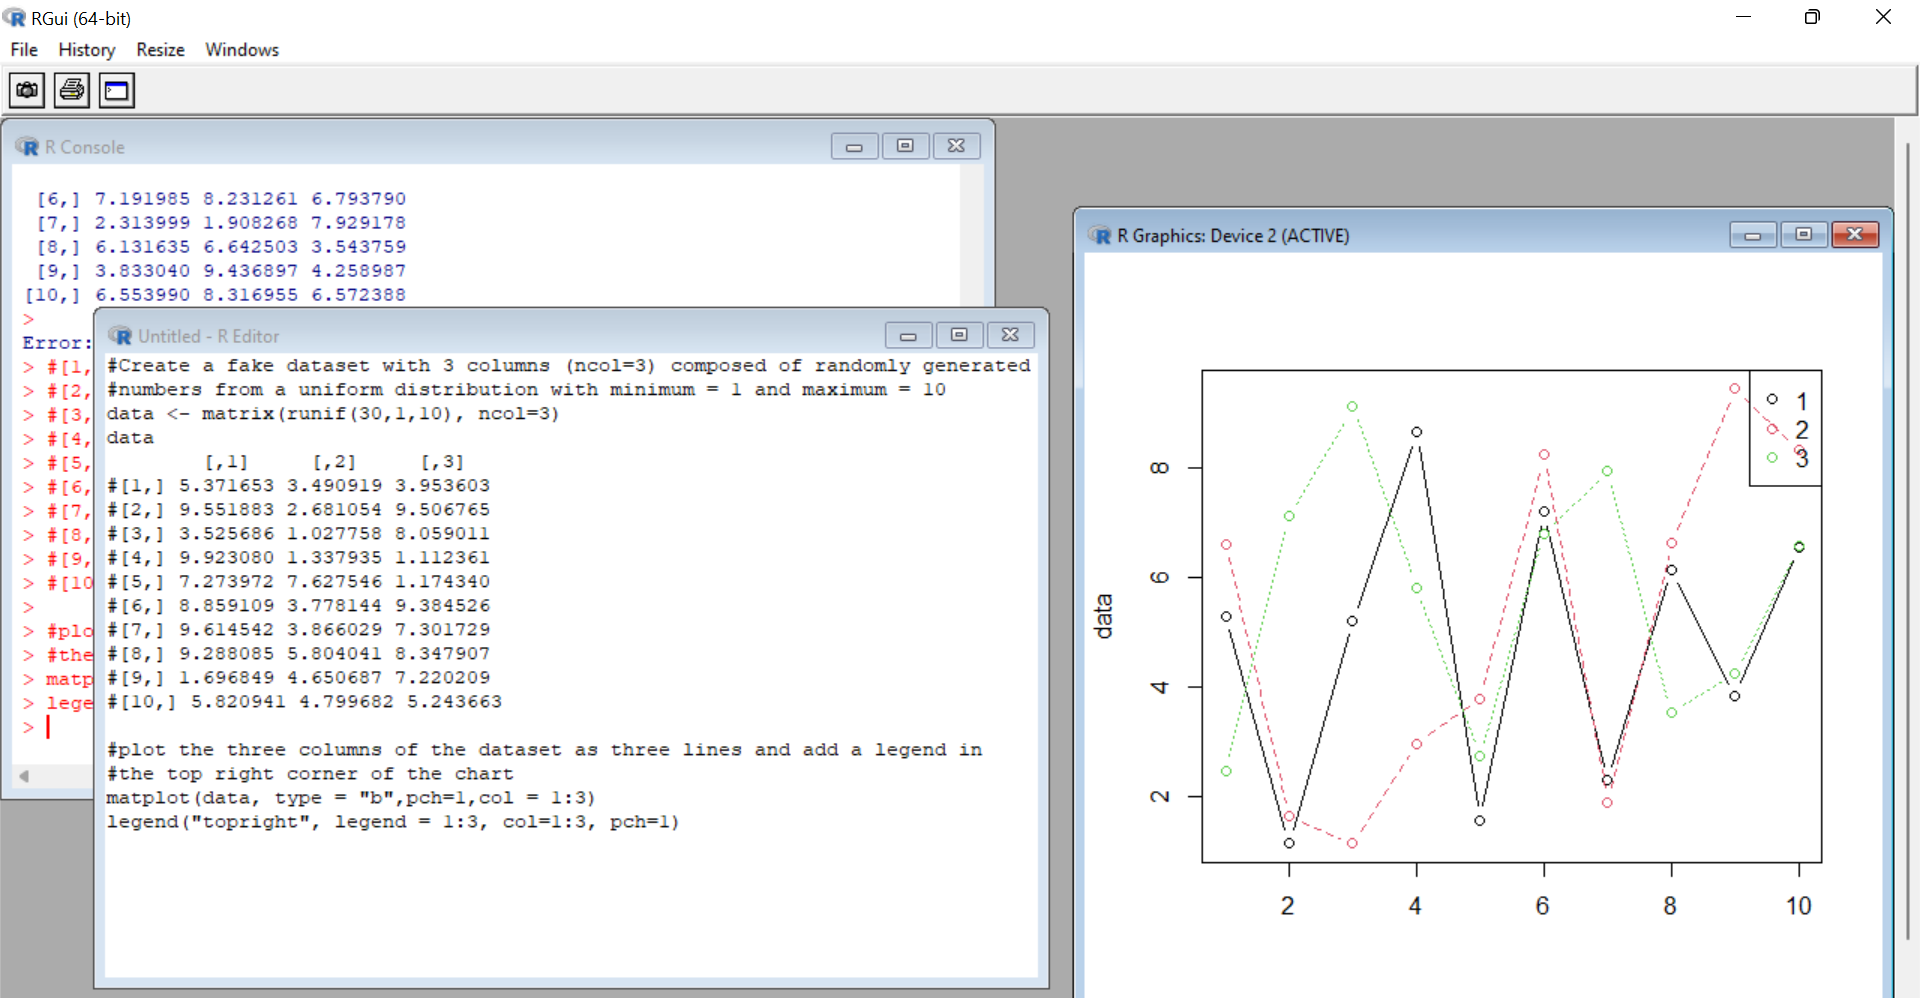 RGui (64-bit)
File History Resize Windows
R Console
[6,] 7.191985 8.231261 6.793790
[7,] 2.313999 1.908268 7.929178
[8,] 6.131635 6.642503 3.543759
[9,] 3.833040 9.436897 4.258987
[10,] 6.553990 8.316955 6.572388
>
Error:
> #[1,
> #[2,
> #[3,
> #[4,
> #[5,
> #[6,
> #[7,
> #[8,
> #[9,
> #[10
>
> #plo
> #the
> matp
> lege
>
Untitled - R Editor
#Create a fake dataset with 3 columns (ncol=3) composed of randomly generated
#numbers from a uniform distribution with minimum = 1 and maximum = 10
data <- matrix(runif(30,1,10), ncol=3)
data
[,1] [,2] [,3]
#[1,] 5.371653 3.490919 3.953603
#[2,] 9.551883 2.681054 9.506765
#[3,] 3.525686 1.027758 8.059011
#[4,] 9.923080 1.337935 1.112361
#[5,] 7.273972 7.627546 1.174340
#[6,] 8.859109 3.778144 9.384526
#[7,] 9.614542 3.866029 7.301729
#[8,] 9.288085 5.804041 8.347907
#[9,] 1.696849 4.650687 7.220209
#[10,] 5.820941 4.799682 5.243663
#plot the three columns of the dataset as three lines and add a legend in
#the top right corner of the chart
matplot(data, type = "b",pch=1,col = 1:3)
legend("topright", legend = 1:3, col=1:3, pch=1)
R Graphics: Device 2 (ACTIVE)
1
2
3
8
6
4
2
data
2 4 6 8 10